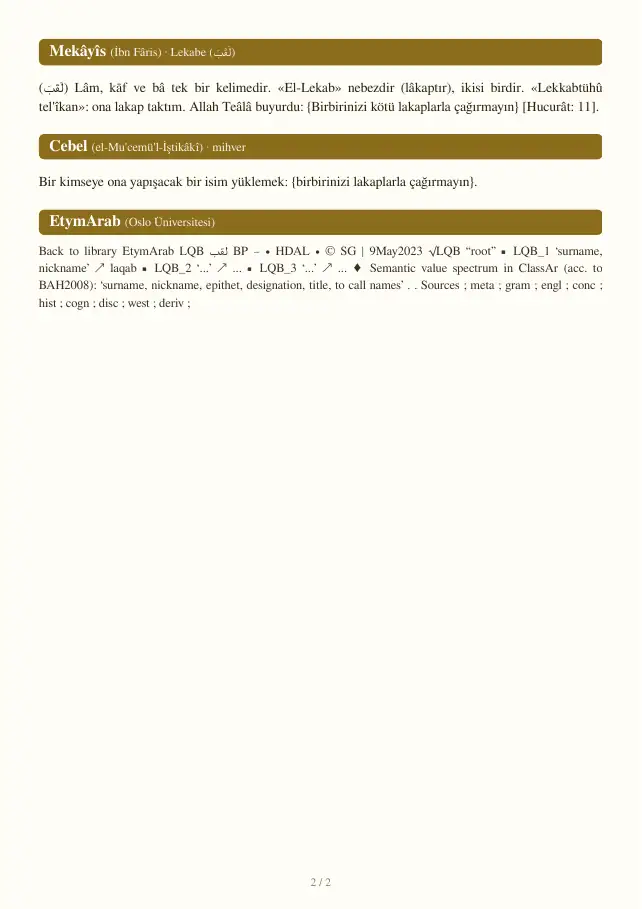 Mekâyîs (İbn Fâris) · Lekabe (لَقَبَ)
(لَقَبَ) Lâm, kāf ve bâ tek bir kelimedir. «El-Lekab» nebezdir (lâkaptır), ikisi birdir. «Lekkabtühû
tel'îkan»: ona lakap taktım. Allah Teâlâ buyurdu: {Birbirinizi kötü lakaplarla çağırmayın} [Hucurât: 11].
Cebel (el-Mu'cemü'l-İştikâkî) · mihver
Bir kimseye ona yapışacak bir isim yüklemek: {birbirinizi lakaplarla çağırmayın}.
EtymArab (Oslo Üniversitesi)
Back to library EtymArab LQB لقب BP – • HDAL • © SG | 9May2023 √LQB “root” ▪ LQB_1 ‘surname,
nickname’ ↗ laqab ▪ LQB_2 ‘...’ ↗ ... ▪ LQB_3 ‘...’ ↗ ... ♦ Semantic value spectrum in ClassAr (acc. to
BAH2008): ‘surname, nickname, epithet, designation, title, to call names’ . . Sources ; meta ; gram ; engl ; conc ;
hist ; cogn ; disc ; west ; deriv ;
2 / 2